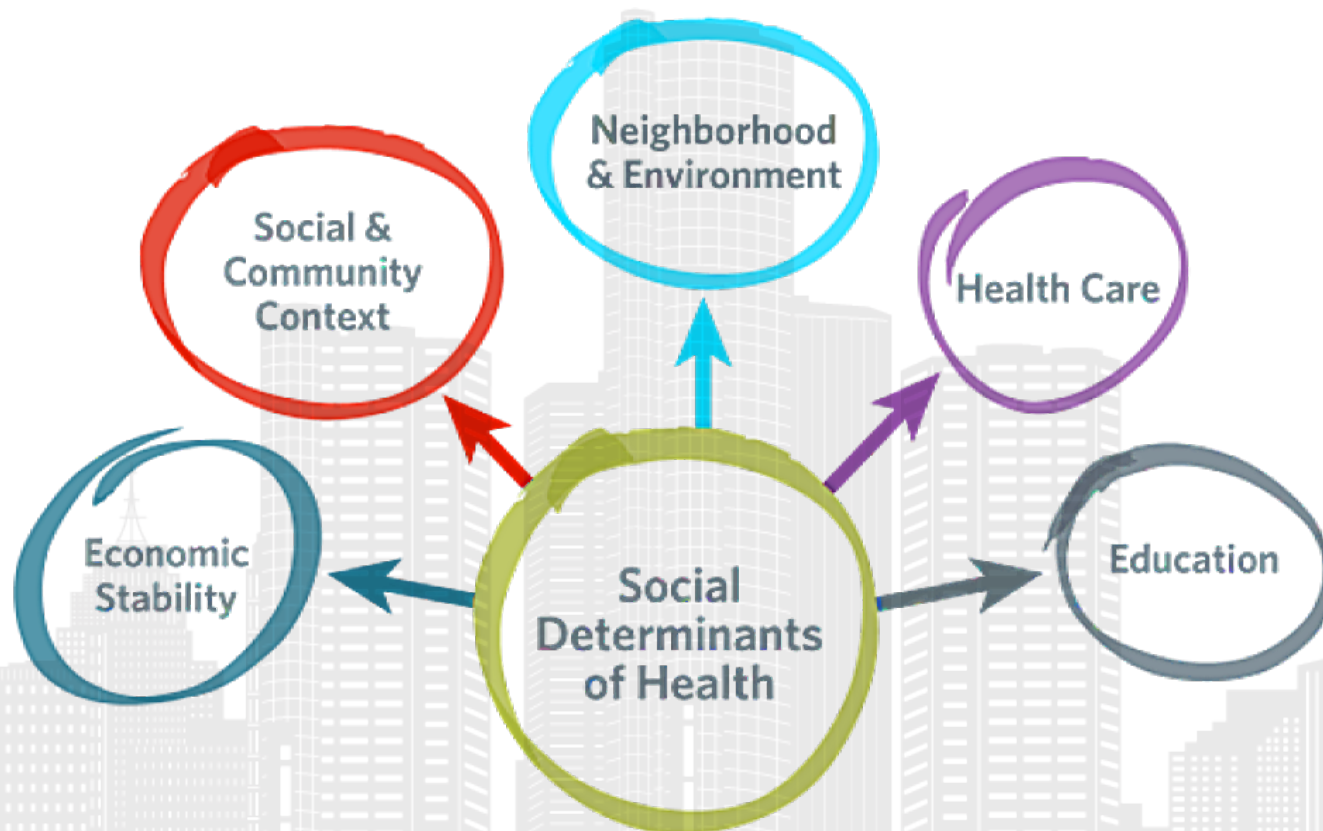 Neighborhood
& Environment
Social &
Community
Context
Health Care
Economic
Stability
Education
Social
Determinants
of Health